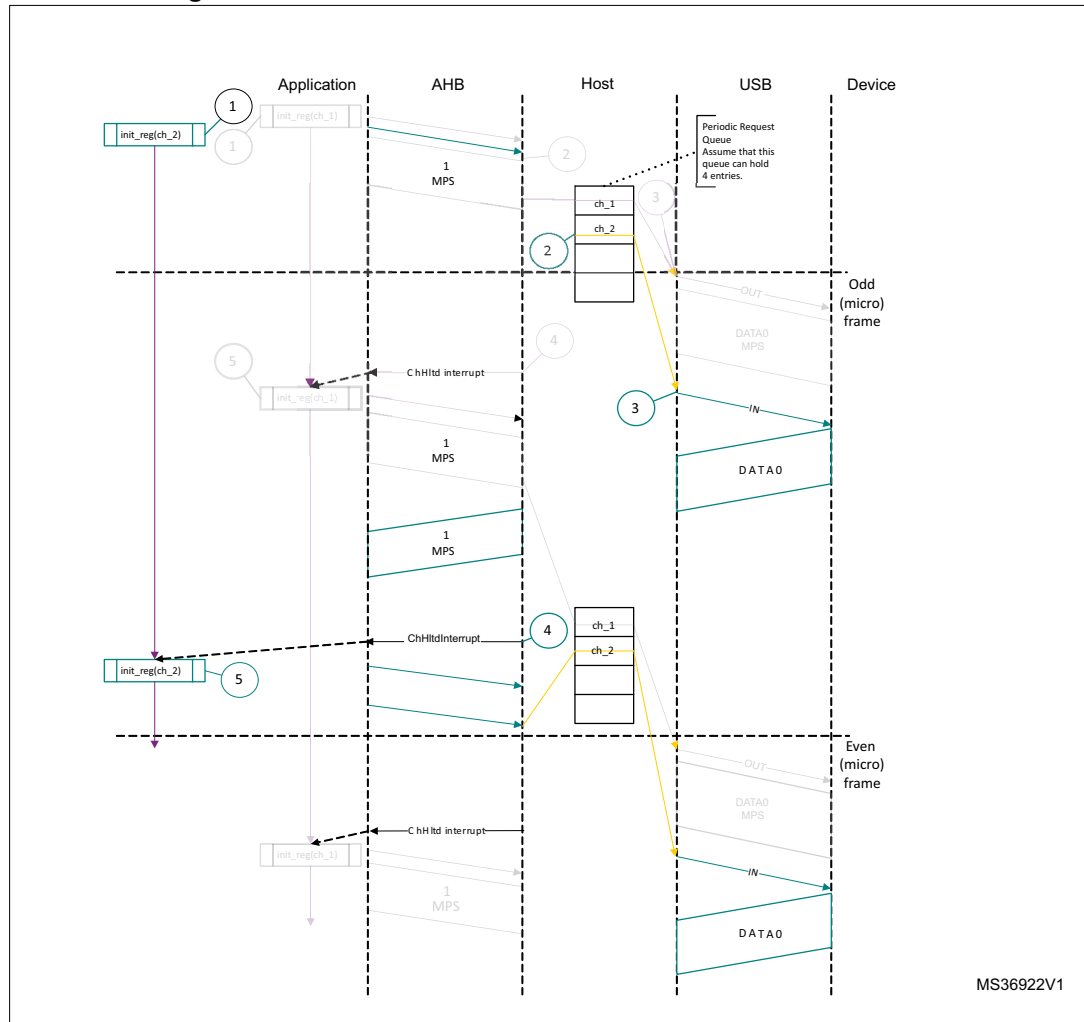 Application
AHB
Host
USB
Device
1
init_reg(ch_2)
init_reg(ch_1)
1
2
Periodic Request
Queue
Assume that this
queue can hold
4 entries.
1
MPS
3
ch_1
ch_2
2
Odd
(micro)
frame
OUT
DATA0
MPS
4
5
ChHltd interrupt
init_reg(ch_1)
3
IN
1
MPS
DATA0
1
MPS
ch_1
ch_2
4
ChHltdInterrupt
init_reg(ch_2)
5
Even
(micro)
frame
OUT
DATA0
MPS
ChHltd interrupt
init_reg(ch_1)
IN
1
MPS
DATA0
MS36922V1